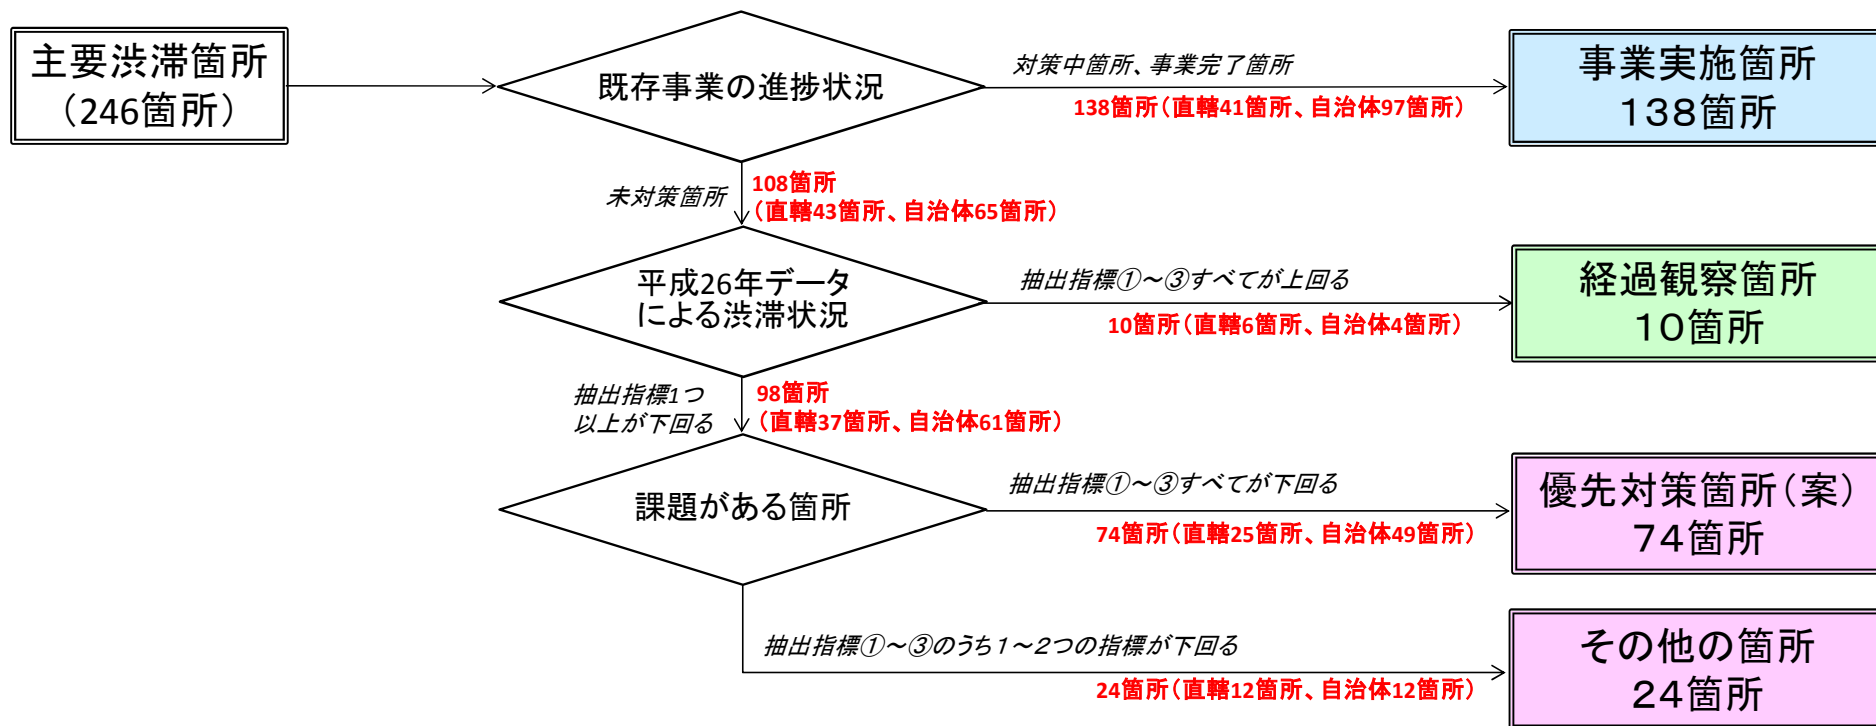 主要渋滞箇所
（246箇所）
既存事業の進捗状況
対策中箇所、事業完了箇所
138箇所（直轄41箇所、自治体97箇所）
事業実施箇所
１３８箇所
未対策箇所
108箇所
（直轄43箇所、自治体65箇所）
平成26年データ
による渋滞状況
抽出指標①～③すべてが上回る
10箇所（直轄6箇所、自治体4箇所）
経過観察箇所
１０箇所
抽出指標1つ
以上が下回る
98箇所
（直轄37箇所、自治体61箇所）
課題がある箇所
抽出指標①～③すべてが下回る
74箇所（直轄25箇所、自治体49箇所）
優先対策箇所（案）
７４箇所
抽出指標①～③のうち１～２つの指標が下回る
24箇所（直轄12箇所、自治体12箇所）
その他の箇所
２４箇所